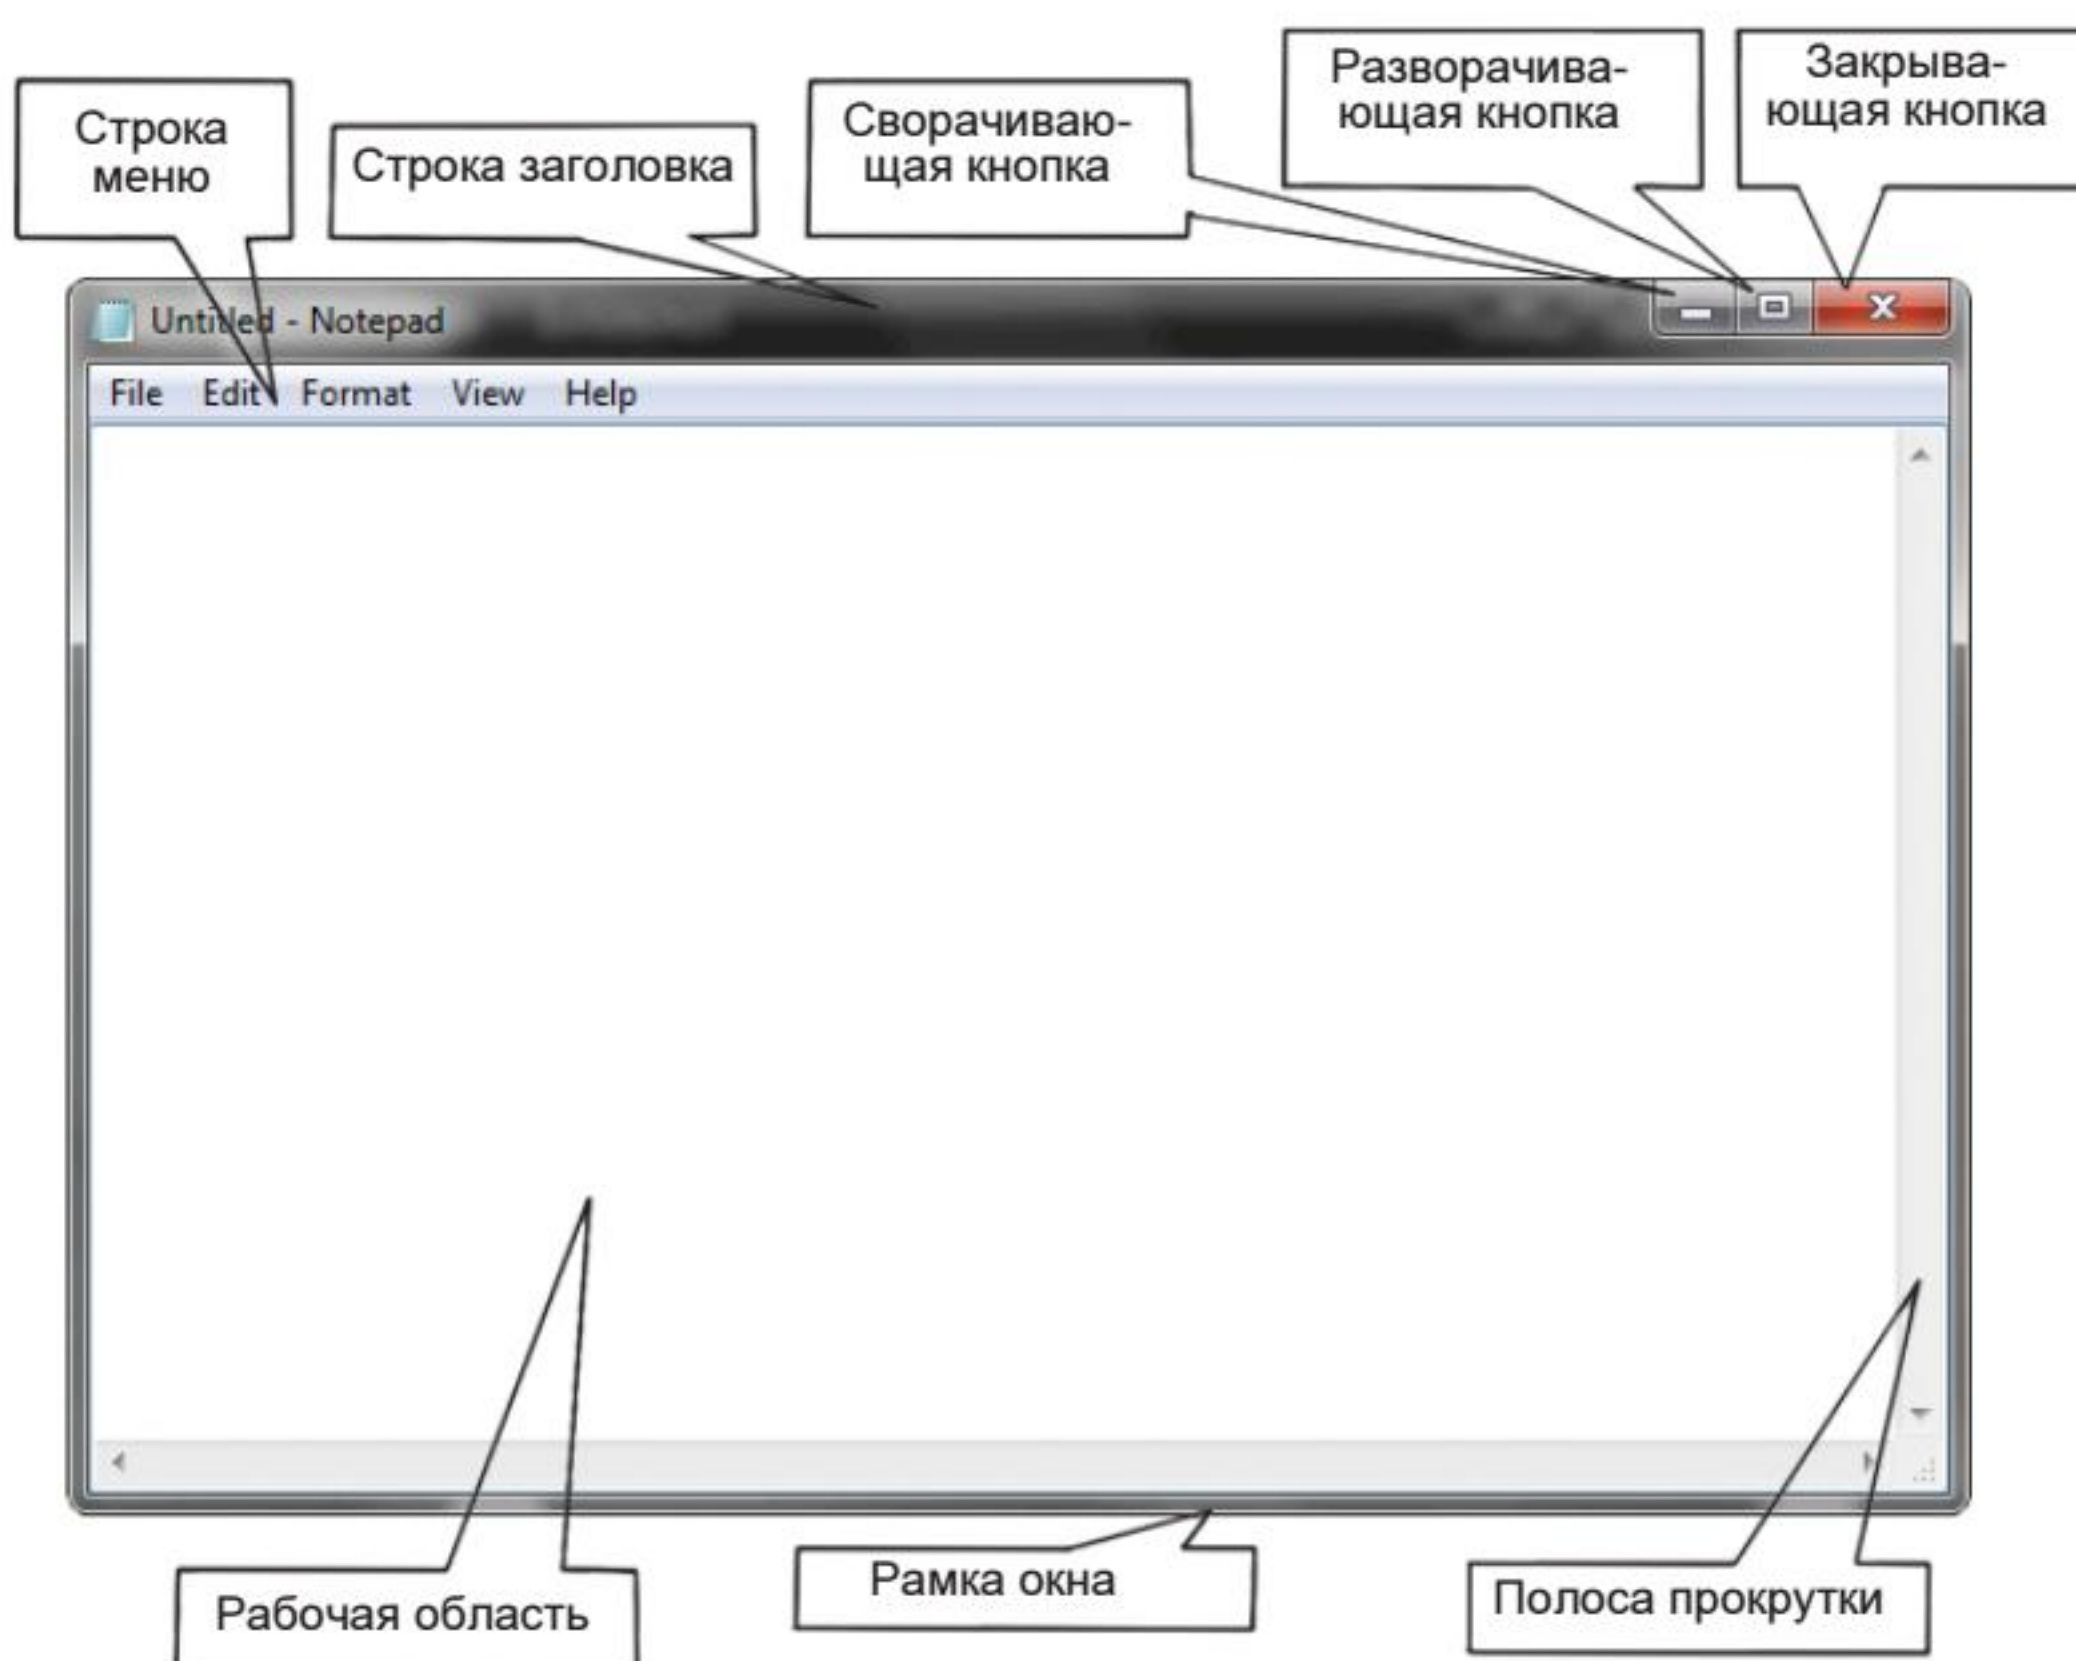 Строка
меню
Строка заголовка
Сворачиваю-
щая кнопка
Разворачива-
ющая кнопка
Закрыва-
ющая кнопка
Untitled - Notepad
File Edit Format View Help
Рабочая область
Рамка окна
Полоса прокрутки